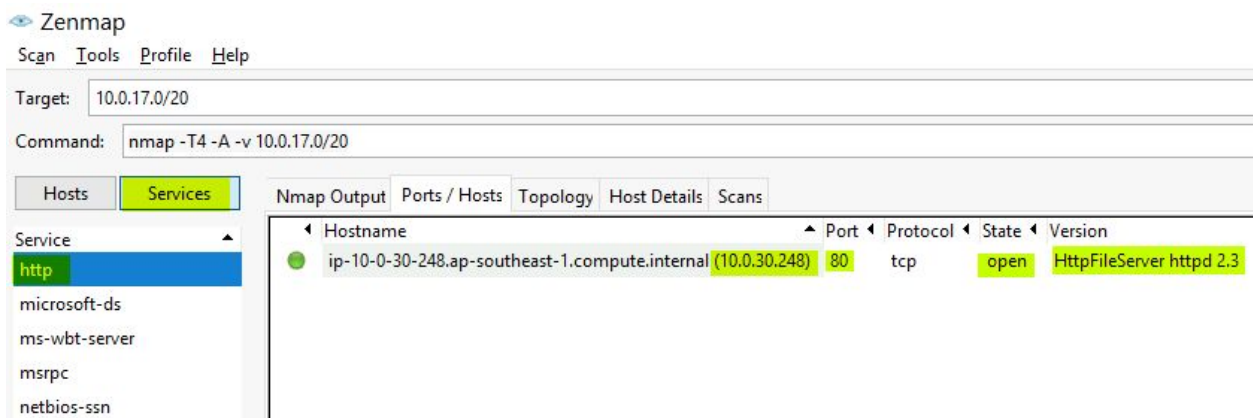 Zenmap
Scan Tools Profile Help
Target: 10.0.17.0/20
Command: nmap -T4 -A -v 10.0.17.0/20
Hosts Services Nmap Output Ports / Hosts Topology Host Details Scans
Service Hostname Port Protocol State Version
http ip-10-0-30-248.ap-southeast-1.compute.internal (10.0.30.248) 80 tcp open HttpFileServer httpd 2.3
microsoft-ds
ms-wbt-server
msrpc
netbios-ssn